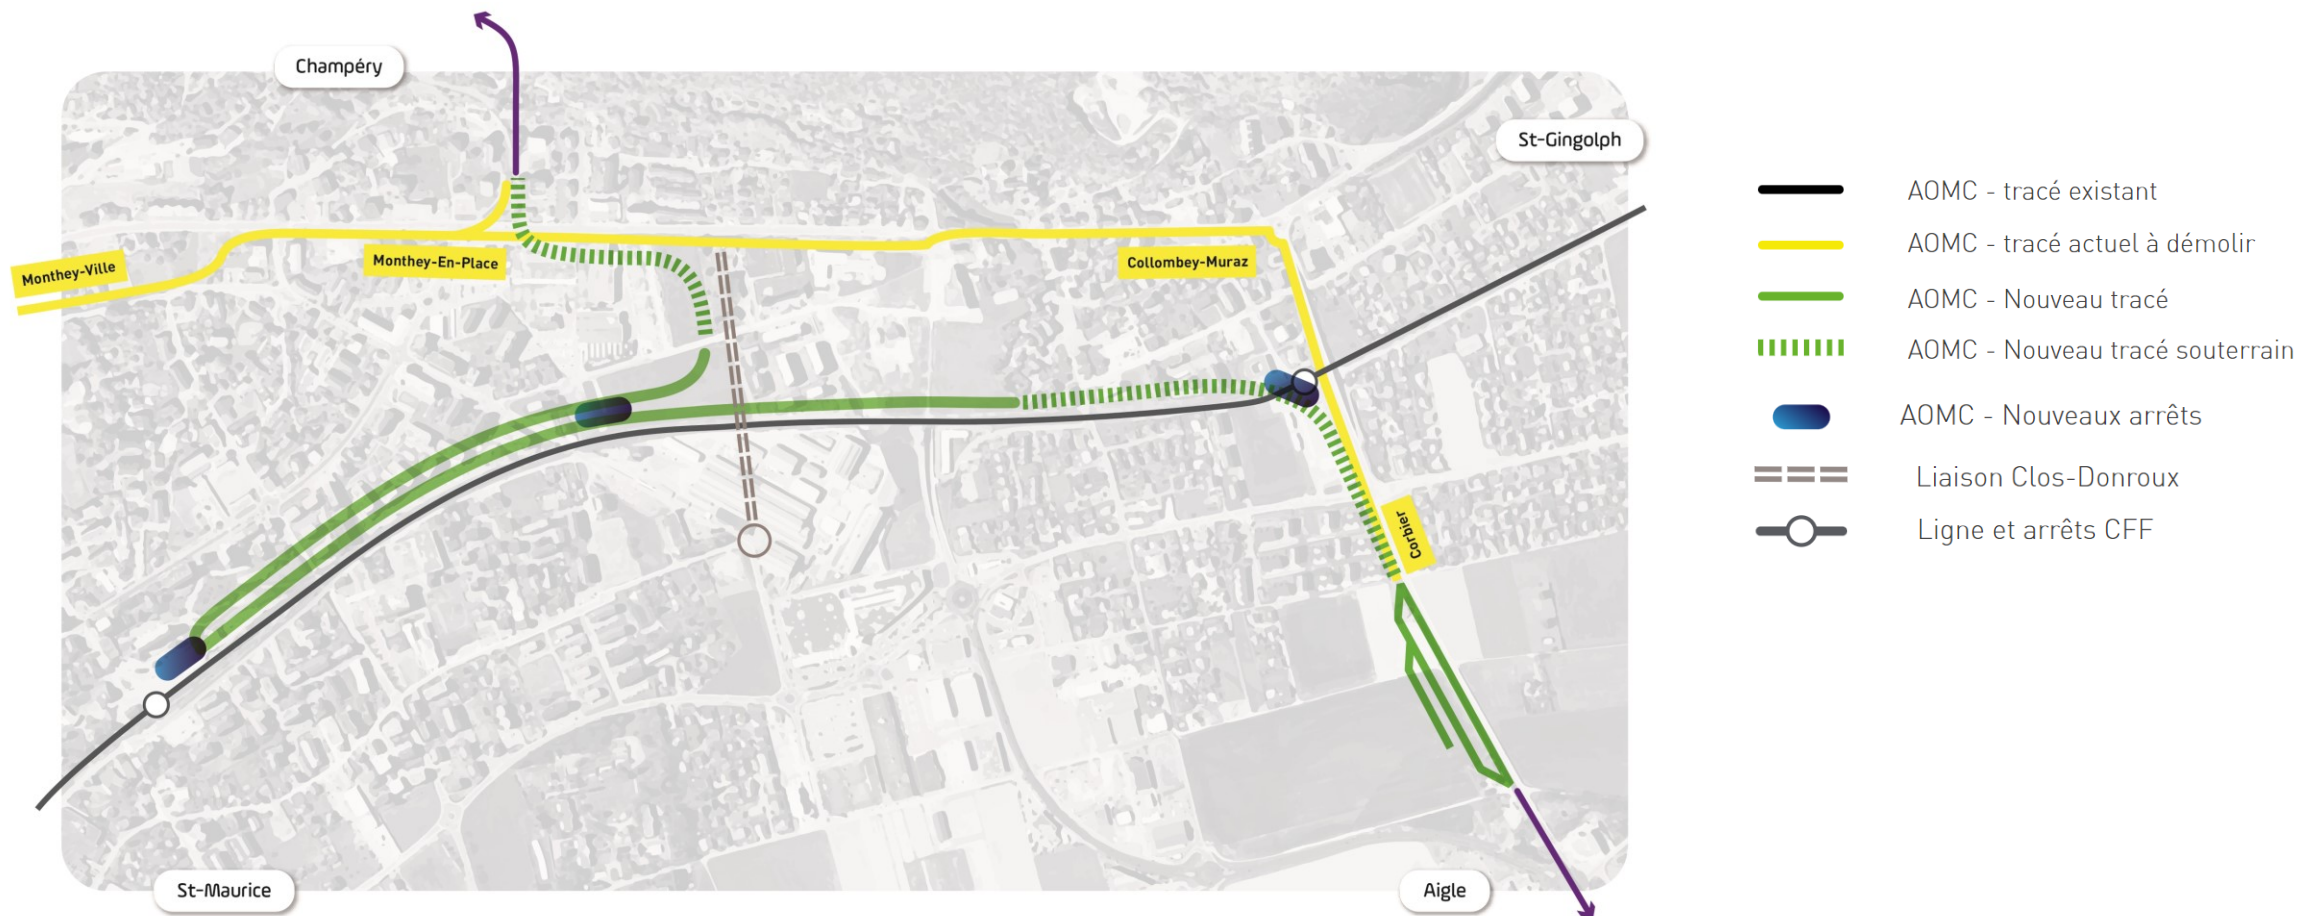 Champéry
St-Gingolph
Monthey-Ville
Monthey-En-Place
Collombey-Muraz
Corbier
St-Maurice
Aigle
AOMC - tracé existant
AOMC - tracé actuel à démolir
AOMC - Nouveau tracé
AOMC - Nouveau tracé souterrain
AOMC - Nouveaux arrêts
Liaison Clos-Donroux
Ligne et arrêts CFF